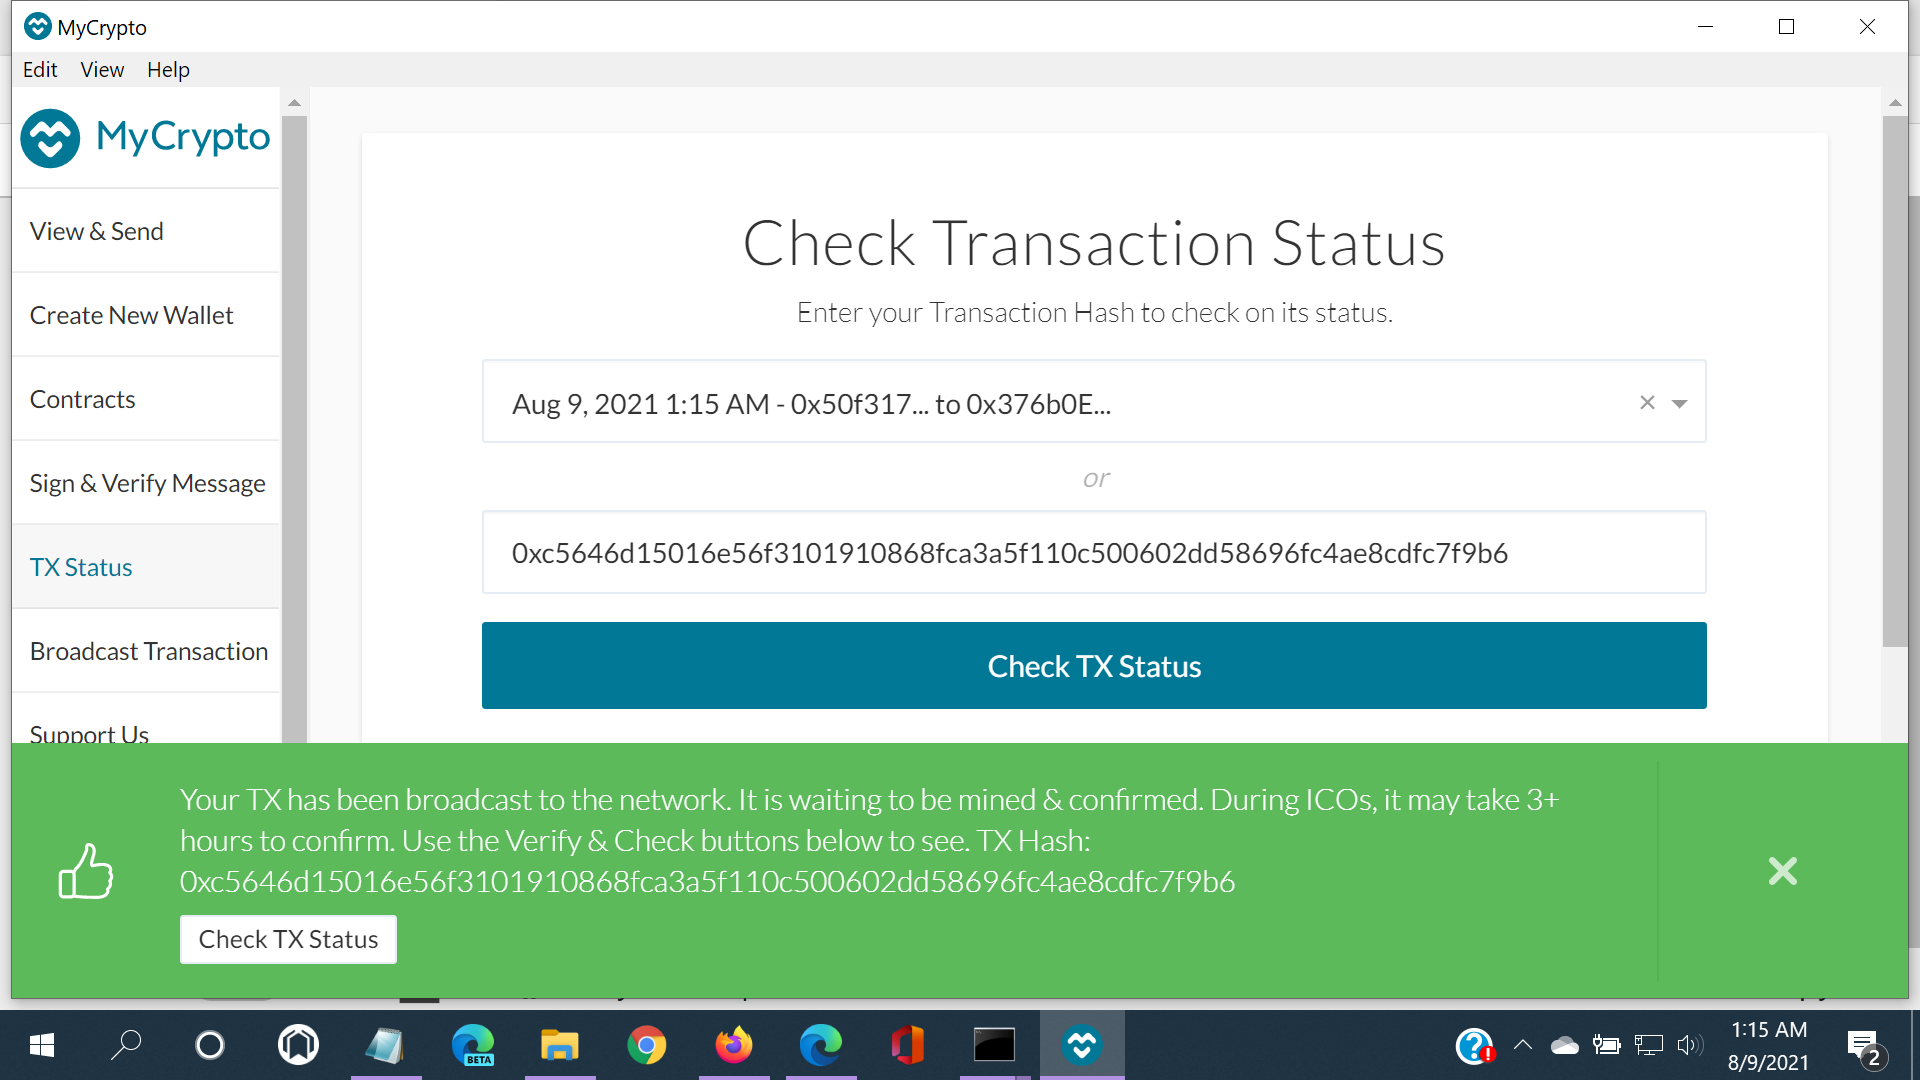 MyCrypto
Edit View Help
MyCrypto
View & Send
Create New Wallet
Contracts
Sign & Verify Message
TX Status
Broadcast Transaction
Support Us
Check Transaction Status
Enter your Transaction Hash to check on its status.
Aug 9, 2021 1:15 AM - 0x50f317... to 0x376b0E...
or
0xc5646d15016e56f3101910868fca3a5f110c500602dd58696fc4ae8cdfc7f9b6
Check TX Status
Your TX has been broadcast to the network. It is waiting to be mined & confirmed. During ICOs, it may take 3+
hours to confirm. Use the Verify & Check buttons below to see. TX Hash:
0xc5646d15016e56f3101910868fca3a5f110c500602dd58696fc4ae8cdfc7f9b6
Check TX Status
BETA
1:15 AM
8/9/2021
2